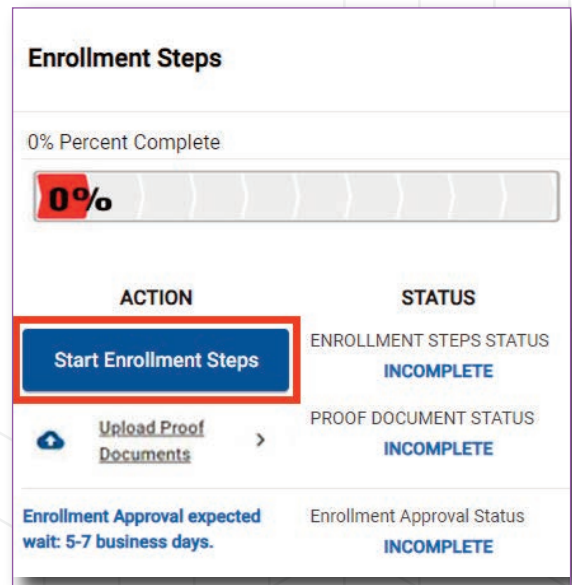 Enrollment Steps
0% Percent Complete
0%
ACTION
STATUS
Start Enrollment Steps
ENROLLMENT STEPS STATUS
INCOMPLETE
Upload Proof
Documents
>
PROOF DOCUMENT STATUS
INCOMPLETE
Enrollment Approval expected
wait: 5-7 business days.
Enrollment Approval Status
INCOMPLETE